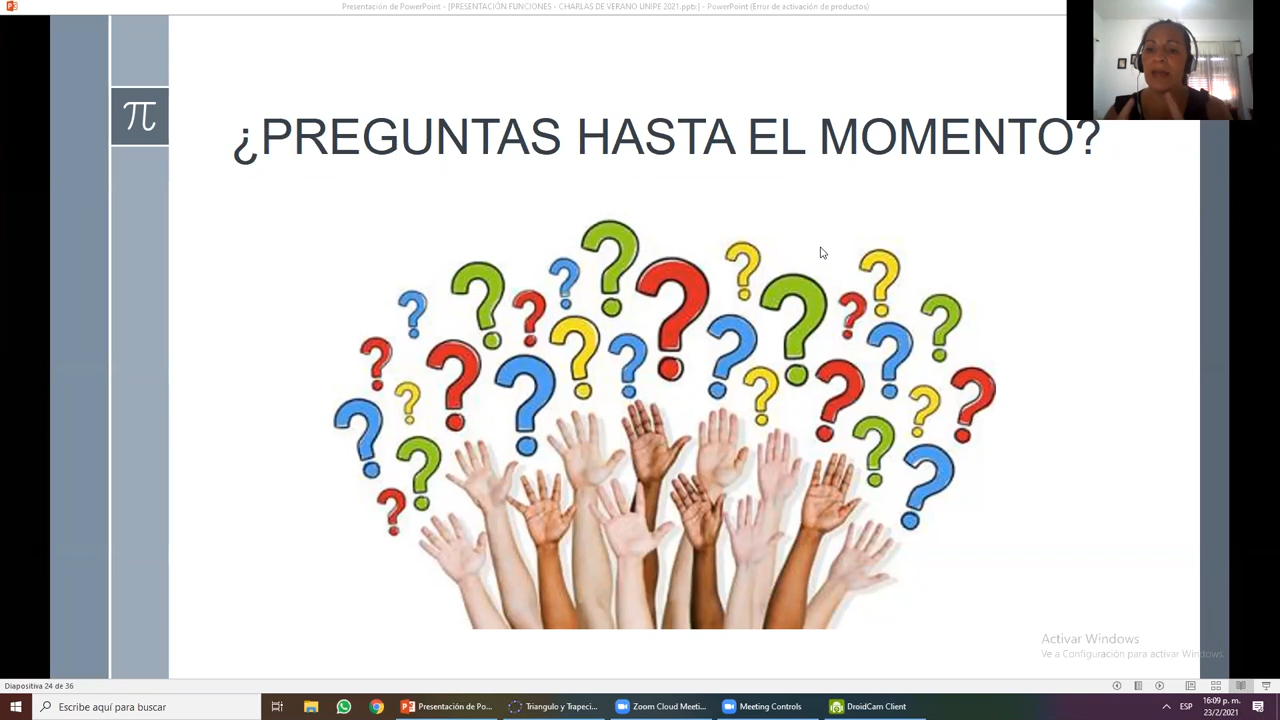 Presentación de PowerPoint - [PRESENTACIÓN FUNCIONES - CHARLAS DE VERANO UNIPE 2021.pptx] - PowerPoint (Error de activación de productos)
π
¿PREGUNTAS HASTA EL MOMENTO?
? ? ? ? ? ? ? ? ? ? ? ? ? ? ? ? ? ? ? ? ? ? ? ? ? ? ?
Activar Windows
Ve a Configuración para activar Windows.
Diapositiva 24 de 36
Escribe aquí para buscar
Presentación de Po...
Triangulo y Trapeci...
Zoom Cloud Meeti...
Meeting Controls
DroidCam Client
ESP
16:09 p. m.
23/2/2021